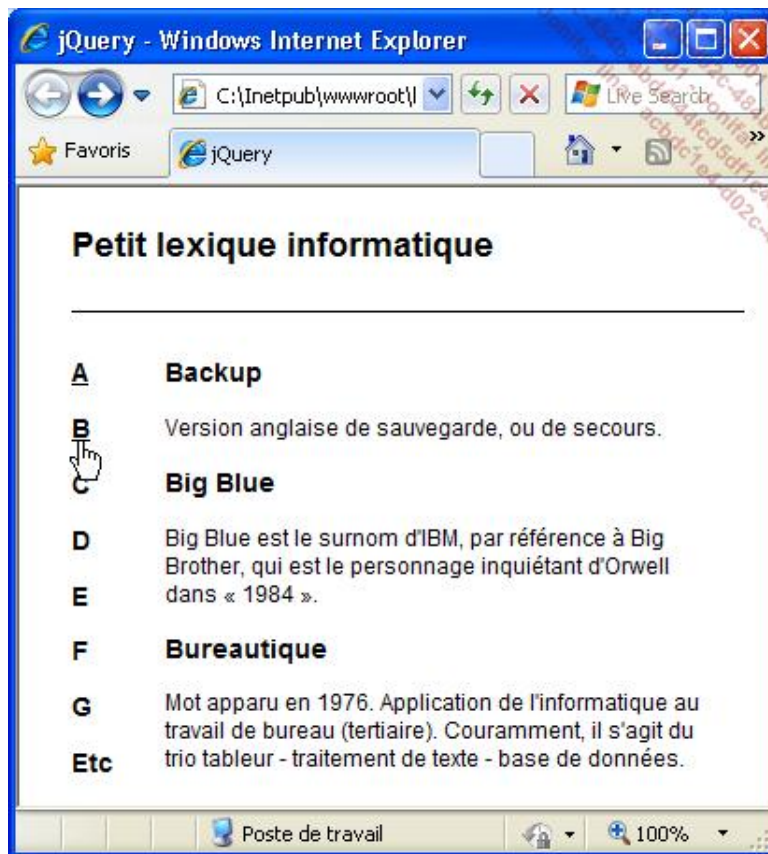 jQuery - Windows Internet Explorer
C:\Inetpub\wwwroot\l
Live Search
Favoris
jQuery
»
Petit lexique informatique
A
Backup
B
Version anglaise de sauvegarde, ou de secours.
C
Big Blue
D
Big Blue est le surnom d'IBM, par référence à Big
Brother, qui est le personnage inquiétant d'Orwell
E
dans « 1984 ».
F
Bureautique
G
Mot apparu en 1976. Application de l'informatique au
travail de bureau (tertiaire). Couramment, il s'agit du
Etc
trio tableur - traitement de texte - base de données.
Poste de travail
100%